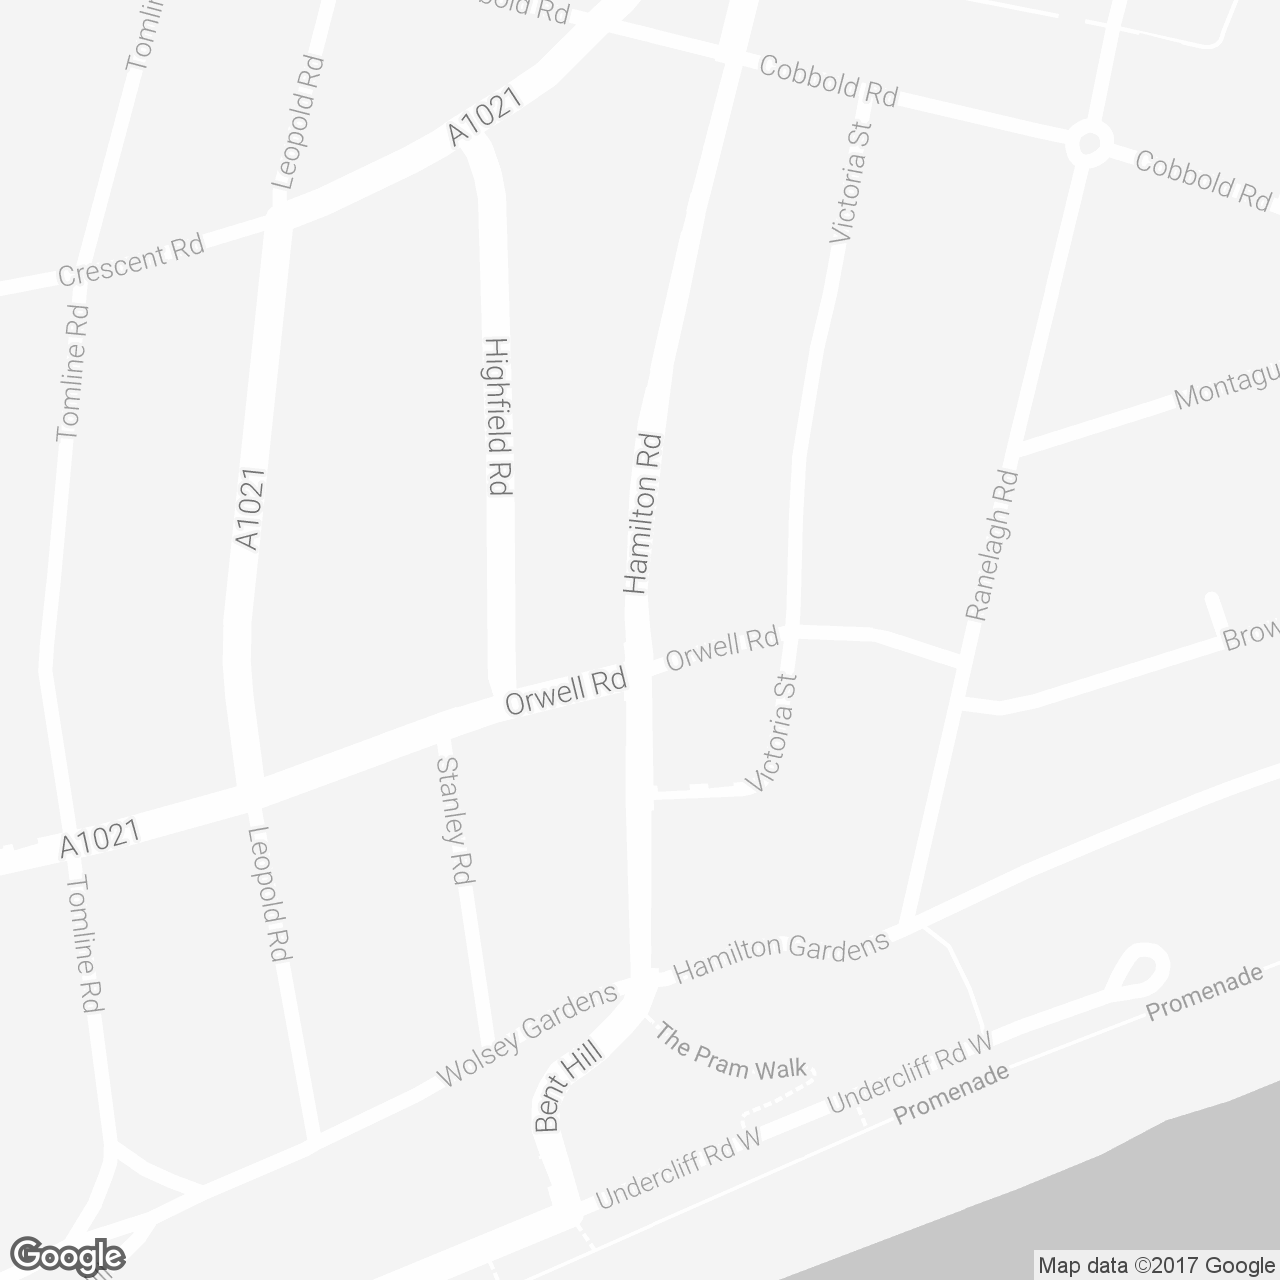 Cobbold Rd
Cobbold Rd
A1021
Leopold Rd
Victoria St
Cobbold Rd
Crescent Rd
Tomline Rd
Highfield Rd
Montagu
Hamilton Rd
A1021
Ranelagh Rd
Orwell Rd
Orwell Rd
Victoria St
Stanley Rd
A1021
Leopold Rd
Tomline Rd
Hamilton Gardens
Wolsey Gardens
Promenade
The Pram Walk
Bent Hill
Undercliff Rd W
Promenade
Undercliff Rd W
Google
Map data ©2017 Google